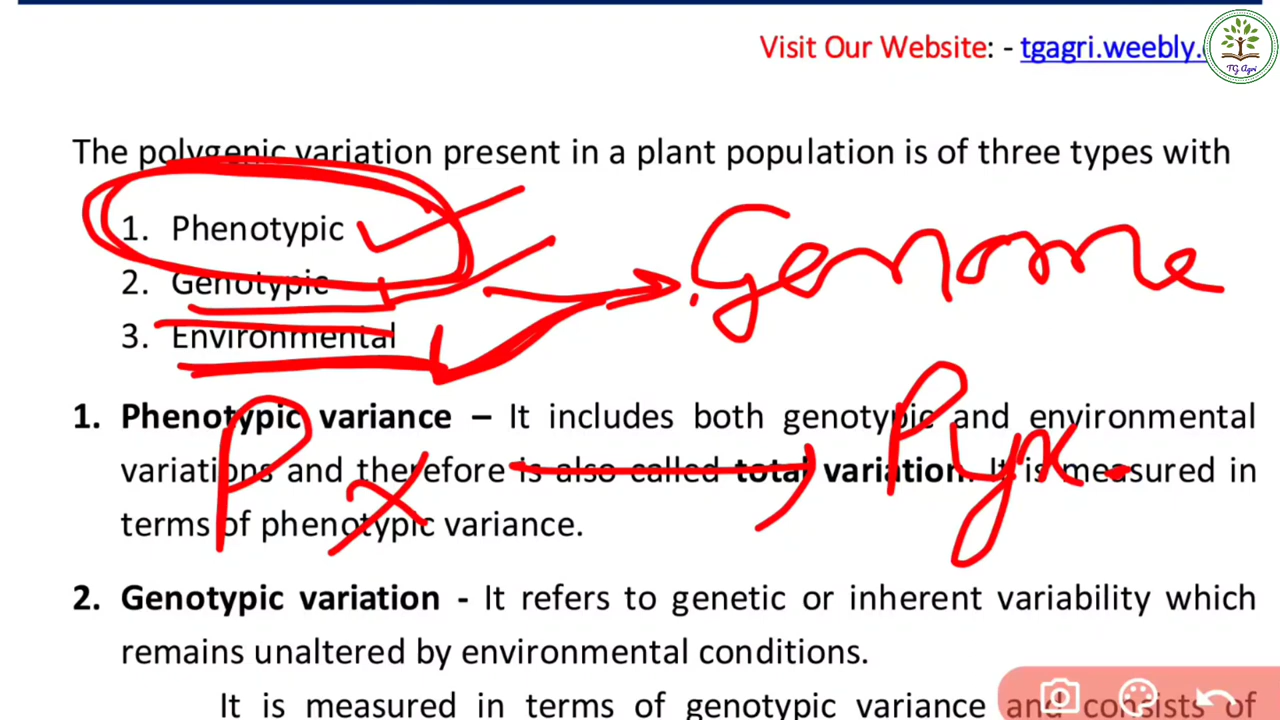 Visit Our Website: - tgagri.weebly.
TG Agri
The polygenic variation present in a plant population is of three types with
1. Phenotypic
2. Genotypic
3. Environmental
Genome
1. Phenotypic variance – It includes both genotypic and environmental
variations and therefore is also called total variation. It is measured in
terms of phenotypic variance.
Px
2. Genotypic variation - It refers to genetic or inherent variability which
remains unaltered by environmental conditions.
It is measured in terms of genotypic variance and consists of